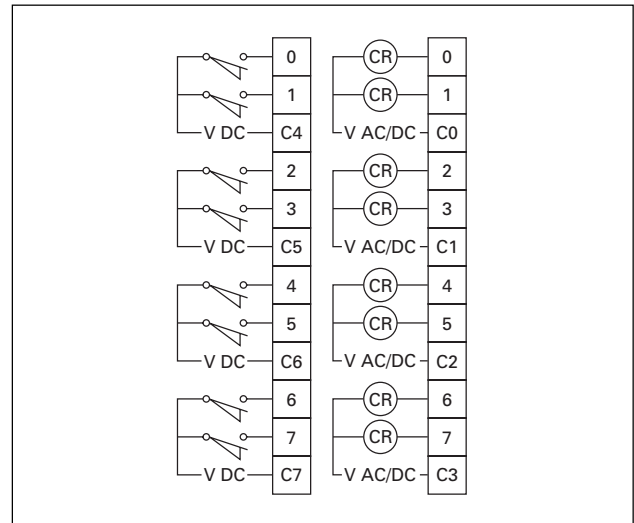 0 CR 0
1 CR 1
V DC C4 V AC/DC C0
2 CR 2
3 CR 3
V DC C5 V AC/DC C1
4 CR 4
5 CR 5
V DC C6 V AC/DC C2
6 CR 6
7 CR 7
V DC C7 V AC/DC C3